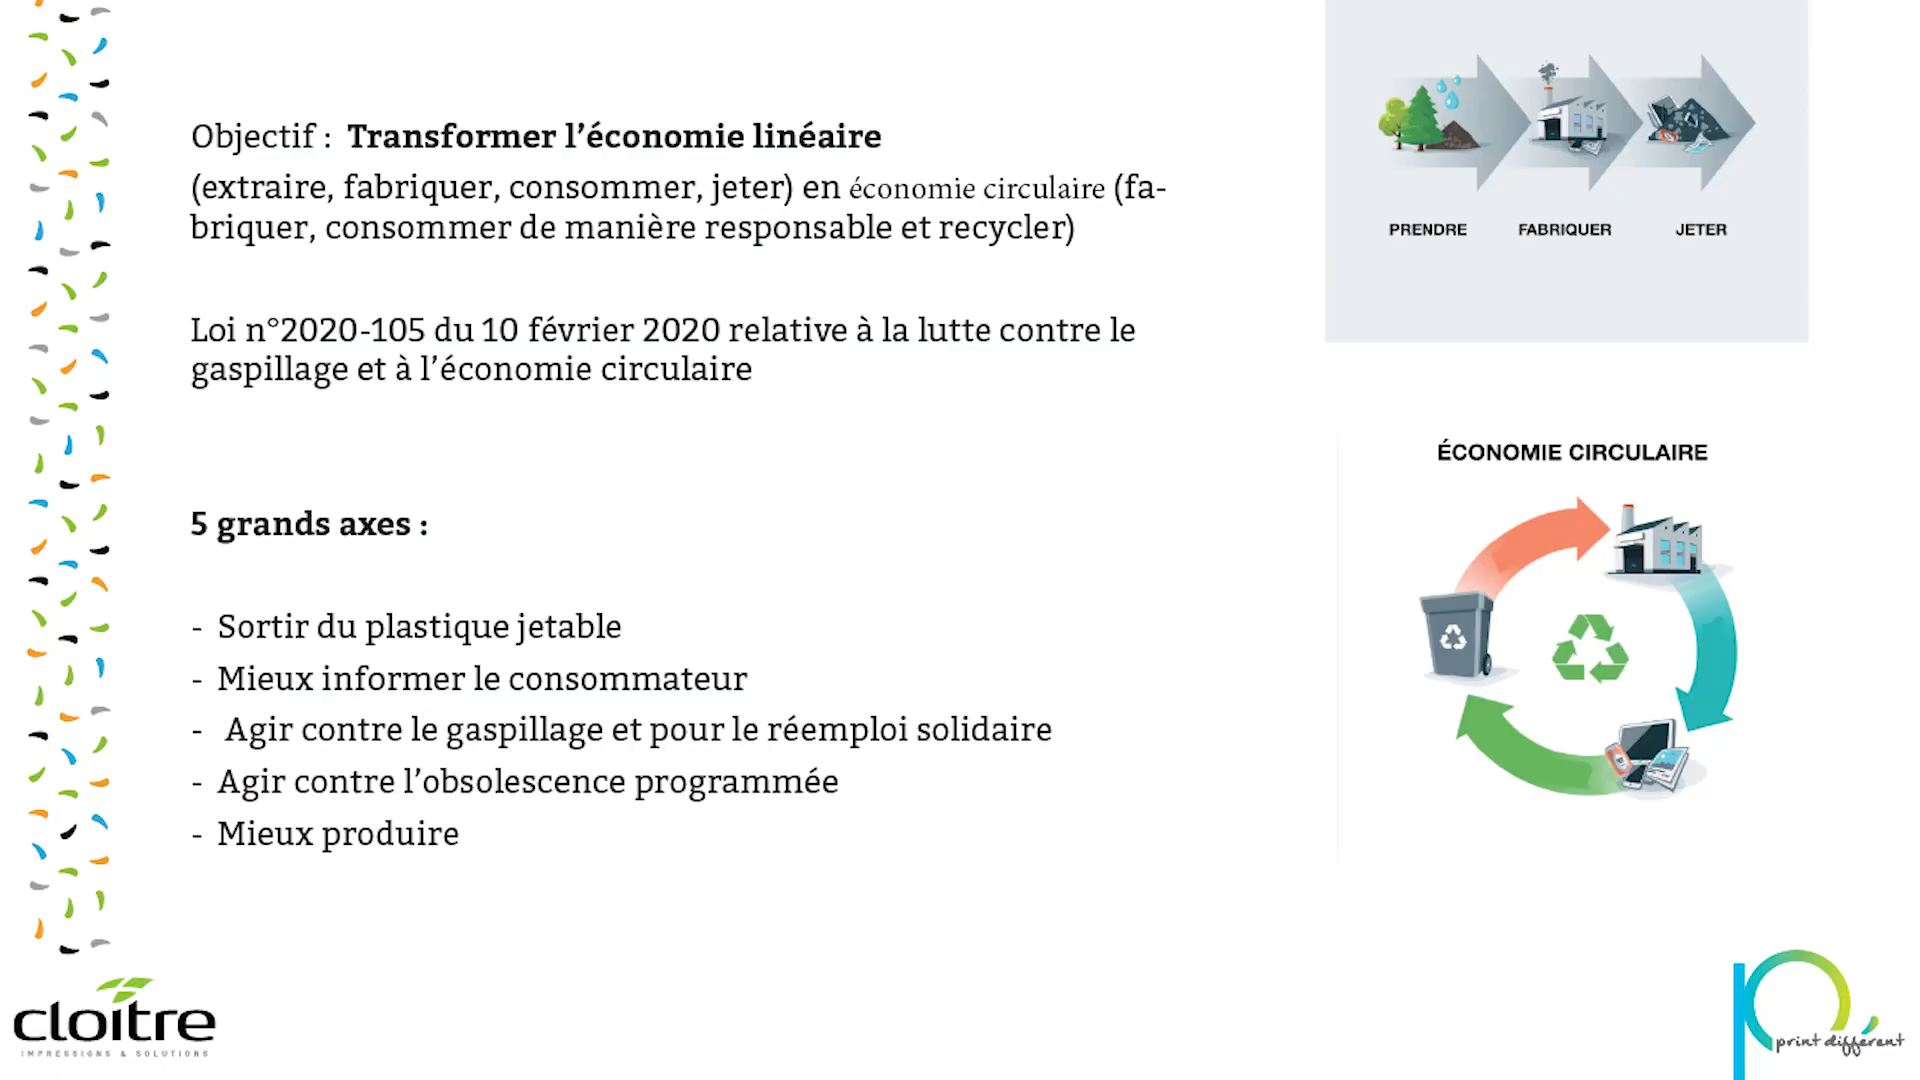 Objectif : Transformer l’économie linéaire
(extraire, fabriquer, consommer, jeter) en économie circulaire (fa-
briquer, consommer de manière responsable et recycler)
Loi n°2020-105 du 10 février 2020 relative à la lutte contre le
gaspillage et à l’économie circulaire
5 grands axes :
- Sortir du plastique jetable
- Mieux informer le consommateur
- Agir contre le gaspillage et pour le réemploi solidaire
- Agir contre l’obsolescence programmée
- Mieux produire
PRENDRE FABRIQUER JETER
ÉCONOMIE CIRCULAIRE
cloître
IMPRESSIONS & SOLUTIONS
print différent